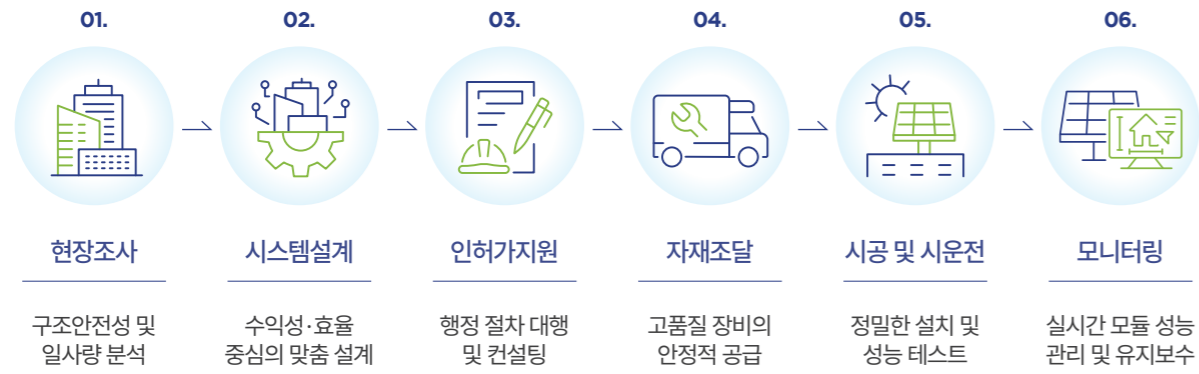 01.
현장조사
구조안전성 및
일사량 분석
02.
시스템설계
수익성·효율
중심의 맞춤 설계
03.
인허가지원
행정 절차 대행
및 컨설팅
04.
자재조달
고품질 장비의
안정적 공급
05.
시공 및 시운전
정밀한 설치 및
성능 테스트
06.
모니터링
실시간 모듈 성능
관리 및 유지보수